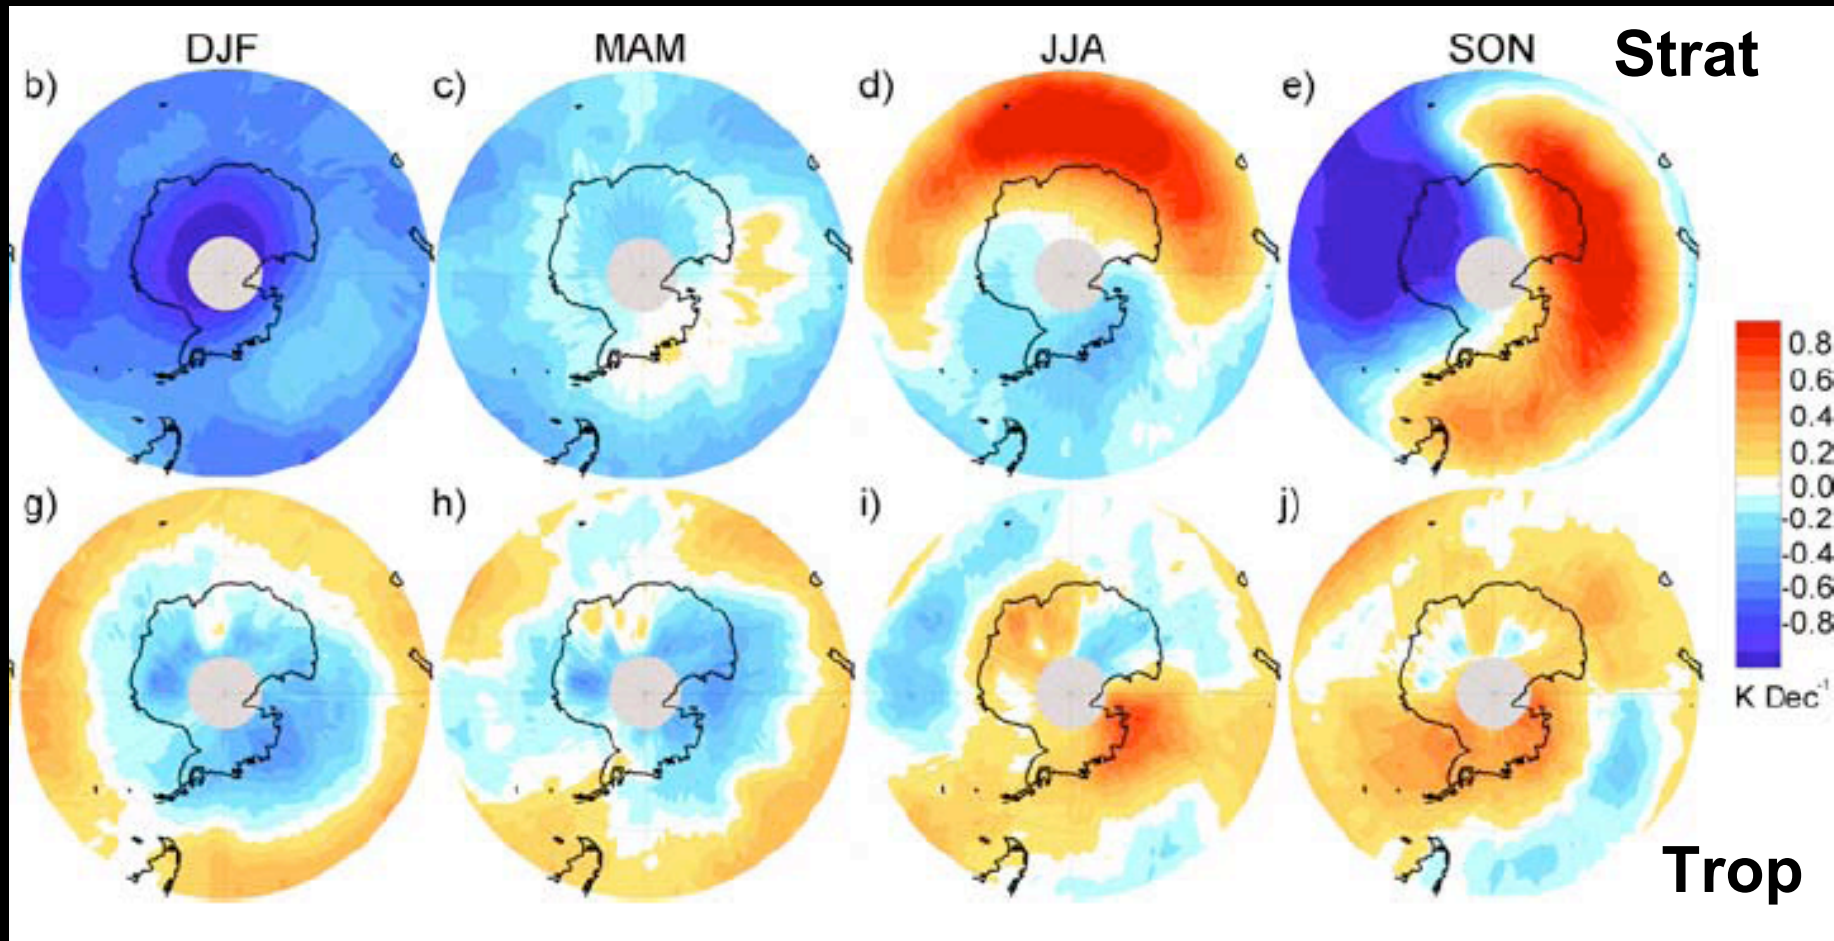 DJF MAM JJA SON Strat
b) c) d) e)
0.8
0.6
0.4
0.2
0.0
-0.2
-0.4
-0.6
-0.8
K Dec⁻¹
g) h) i) j)
Trop